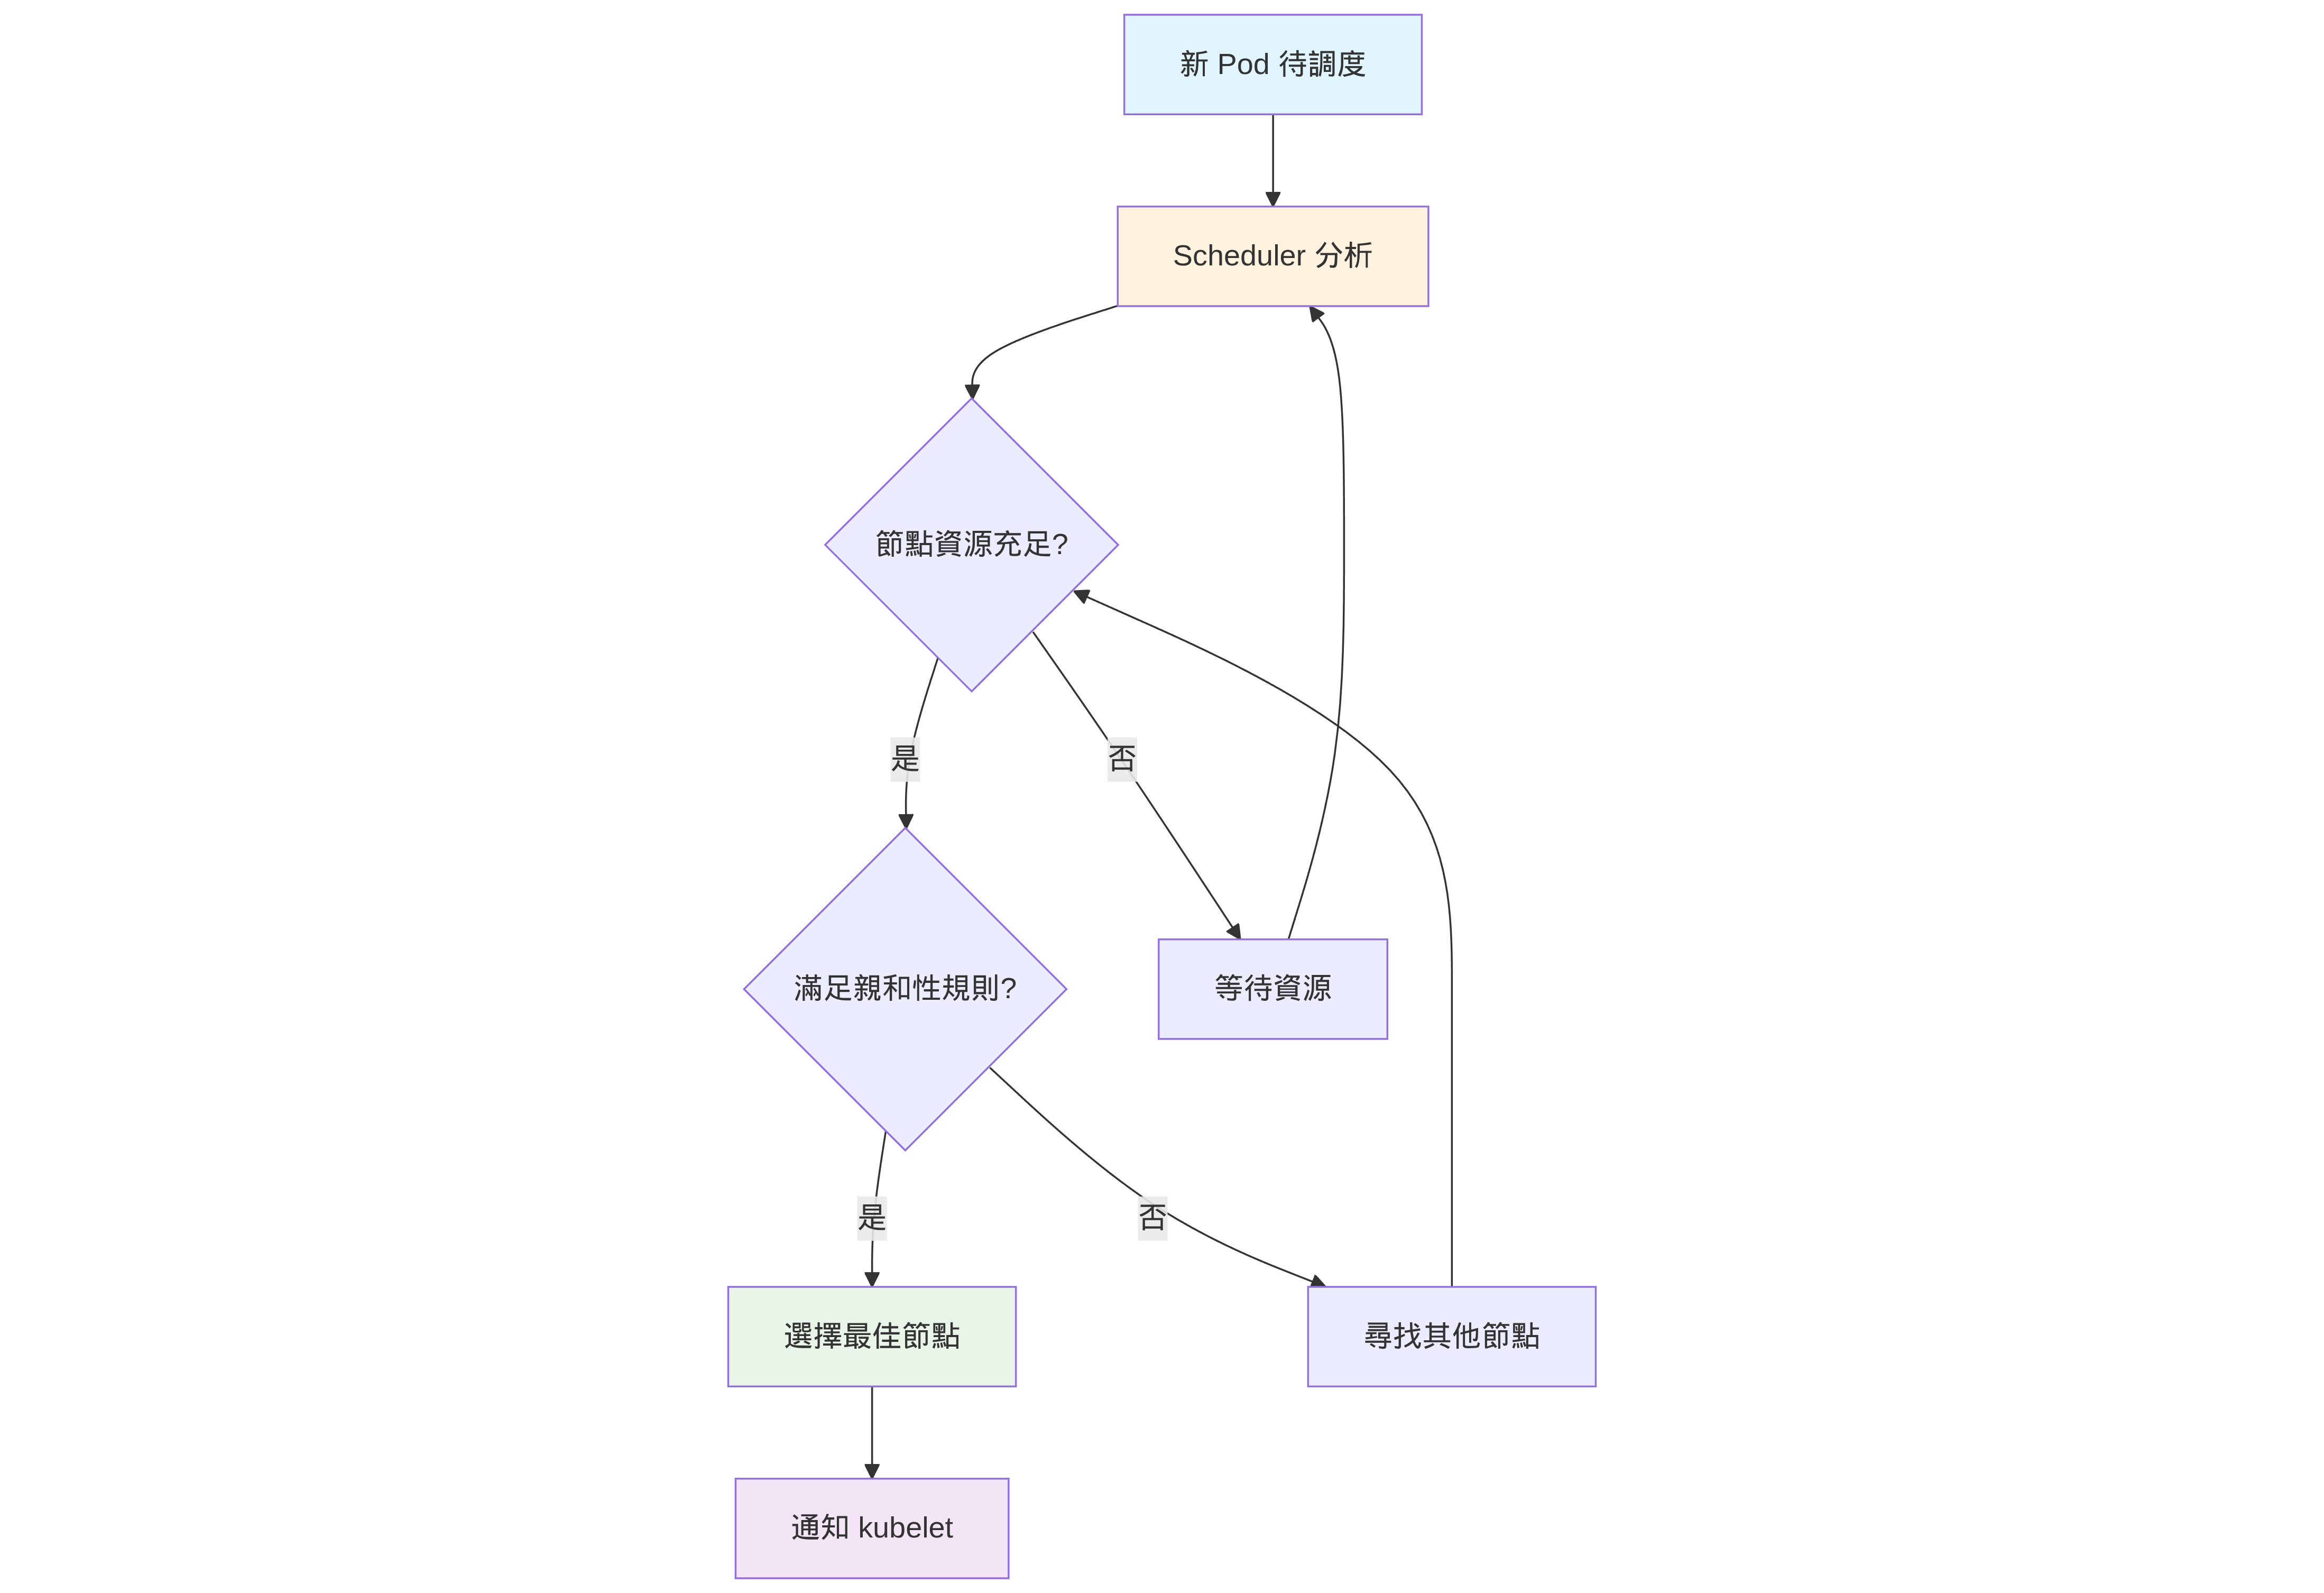 新 Pod 待調度
Scheduler 分析
節點資源充足?
是
否
滿足親和性規則?
等待資源
是
否
選擇最佳節點
尋找其他節點
通知 kubelet